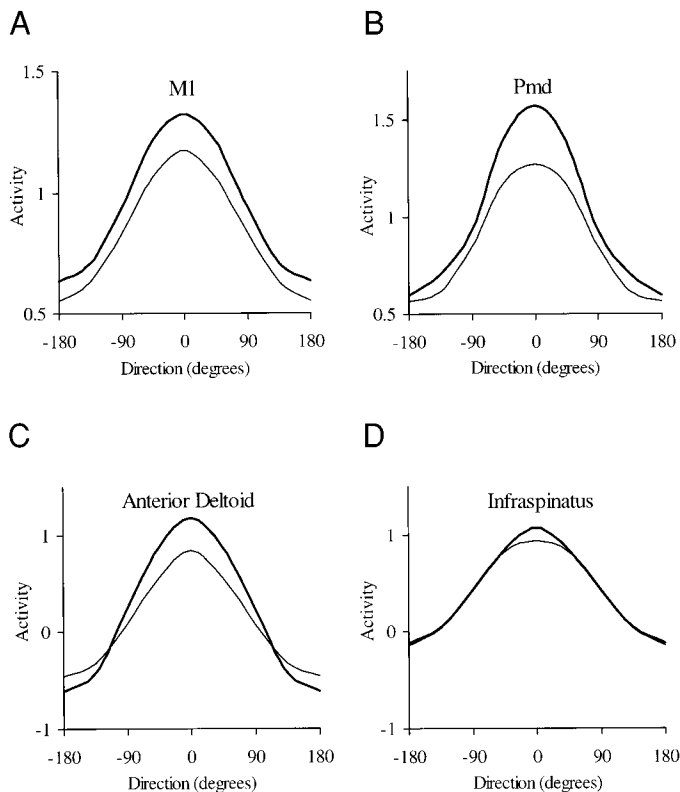 A
B
1.5
M1
Pmd
1.5
Activity
1
Activity
1
0.5
0.5
-180 -90 0 90 180
-180 -90 0 90 180
Direction (degrees)
Direction (degrees)
C
D
Anterior Deltoid
Infraspinatus
1
1
Activity
0
Activity
0
-1
-1
-180 -90 0 90 180
-180 -90 0 90 180
Direction (degrees)
Direction (degrees)